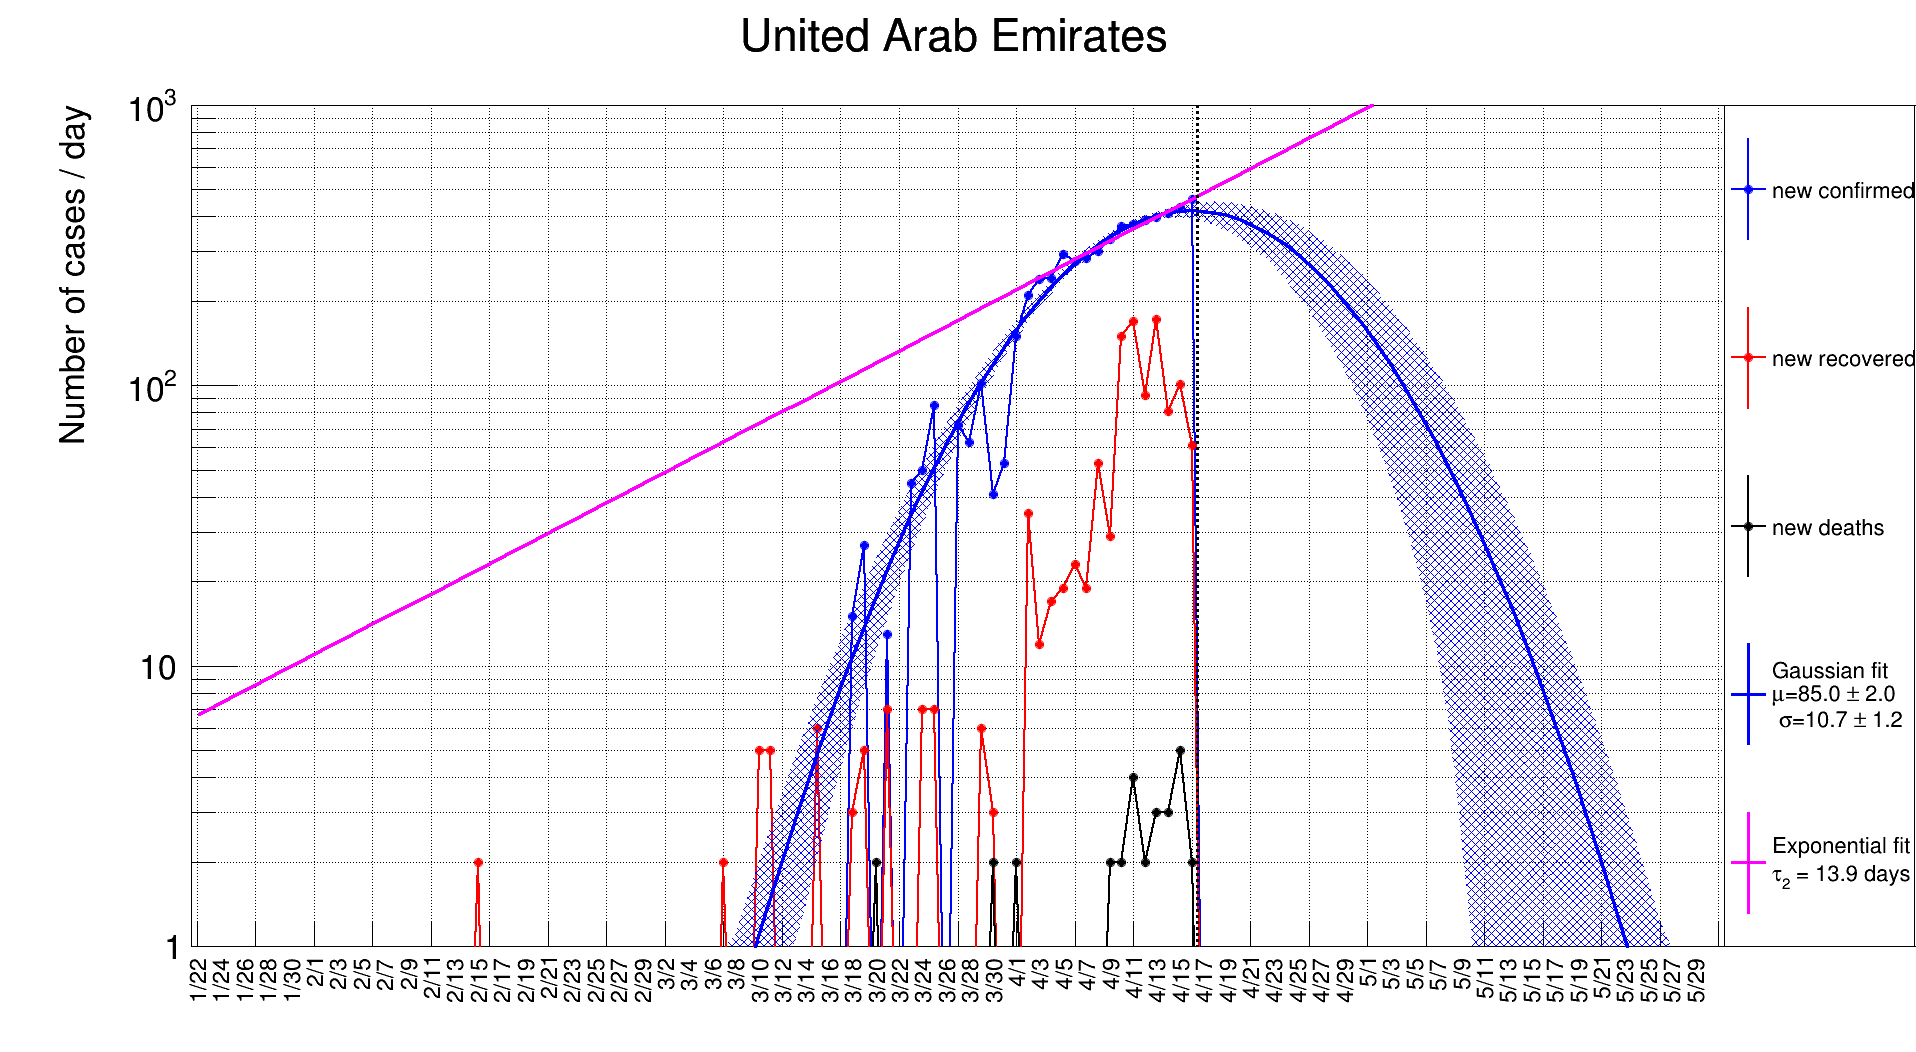 United Arab Emirates
Number of cases / day
10³
10²
10
1
1/22 1/24 1/26 1/28 1/30 2/1 2/3 2/5 2/7 2/9 2/11 2/13 2/15 2/17 2/19 2/21 2/23 2/25 2/27 2/29 3/2 3/4 3/6 3/8 3/10 3/12 3/14 3/16 3/18 3/20 3/22 3/24 3/26 3/28 3/30 4/1 4/3 4/5 4/7 4/9 4/11 4/13 4/15 4/17 4/19 4/21 4/23 4/25 4/27 4/29 5/1 5/3 5/5 5/7 5/9 5/11 5/13 5/15 5/17 5/19 5/21 5/23 5/25 5/27 5/29
new confirmed
new recovered
new deaths
Gaussian fit
μ=85.0 ± 2.0
σ=10.7 ± 1.2
Exponential fit
τ₂ = 13.9 days